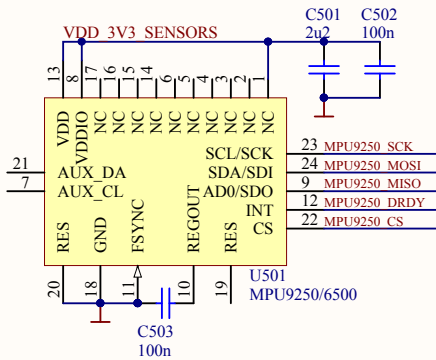 VDD_3V3_SENSORS
C501
2u2
C502
100n
13
8
17
16
15
14
6
5
4
3
2
1
VDD
VDDIO
NC
NC
NC
NC
NC
NC
NC
NC
NC
NC
21
AUX_DA
7
AUX_CL
SCL/SCK
23
MPU9250_SCK
SDA/SDI
24
MPU9250_MOSI
AD0/SDO
9
MPU9250_MISO
INT
12
MPU9250_DRDY
CS
22
MPU9250_CS
RES
GND
FSYNC
REGOUT
RES
20
18
11
10
19
U501
MPU9250/6500
C503
100n